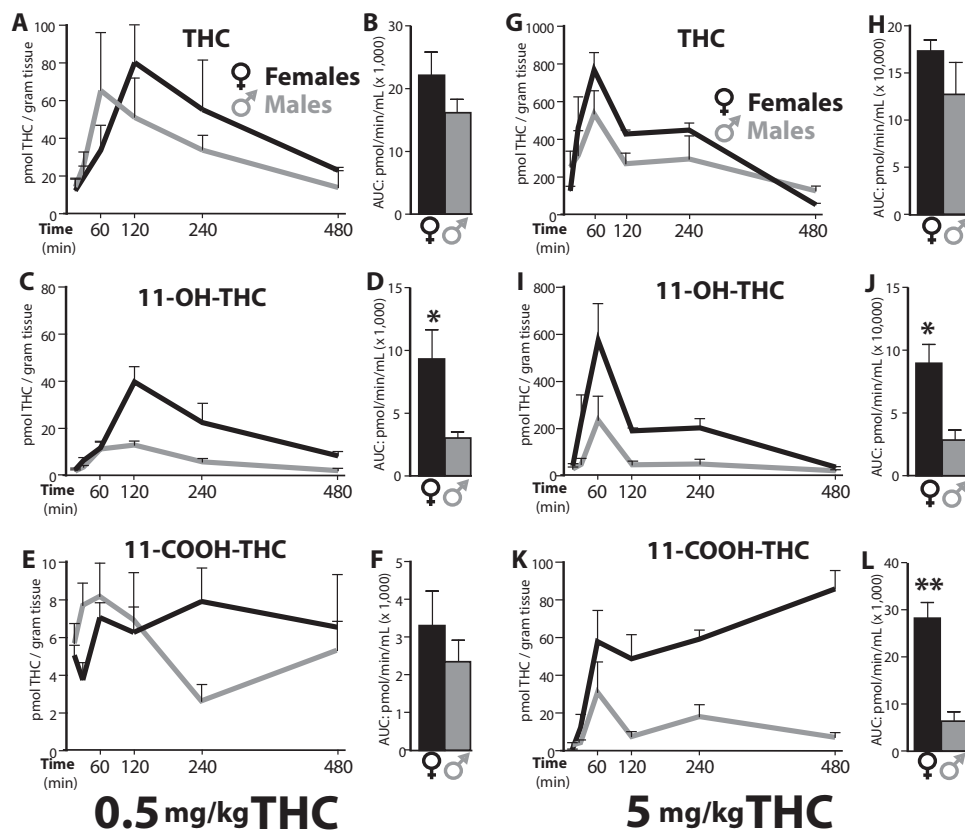 A
THC
pmol THC / gram tissue
100
80
60
40
20
0
♀ Females
♂ Males
Time
(min)
60 120 240 480
B
AUC: pmol/min/mL (x 1,000)
30
20
10
0
♀ ♂
G
THC
pmol THC / gram tissue
1000
800
600
400
200
0
♀ Females
♂ Males
Time
(min)
60 120 240 480
H
AUC: pmol/min/mL (x 10,000)
20
15
10
5
0
♀ ♂
C
11-OH-THC
pmol THC / gram tissue
80
60
40
20
0
Time
(min)
60 120 240 480
D
AUC: pmol/min/mL (x 1,000)
15
10
5
0
*
♀ ♂
I
11-OH-THC
pmol THC / gram tissue
800
600
400
200
0
Time
(min)
60 120 240 480
J
AUC: pmol/min/mL (x 10,000)
15
10
5
0
*
♀ ♂
E
11-COOH-THC
pmol THC / gram tissue
10
8
6
4
2
0
Time
(min)
60 120 240 480
F
AUC: pmol/min/mL (x 1,000)
5
4
3
2
1
0
♀ ♂
K
11-COOH-THC
pmol THC / gram tissue
100
80
60
40
20
0
Time
(min)
60 120 240 480
L
AUC: pmol/min/mL (x 1,000)
40
30
20
10
0
**
♀ ♂
0.5 mg/kg THC
5 mg/kg THC